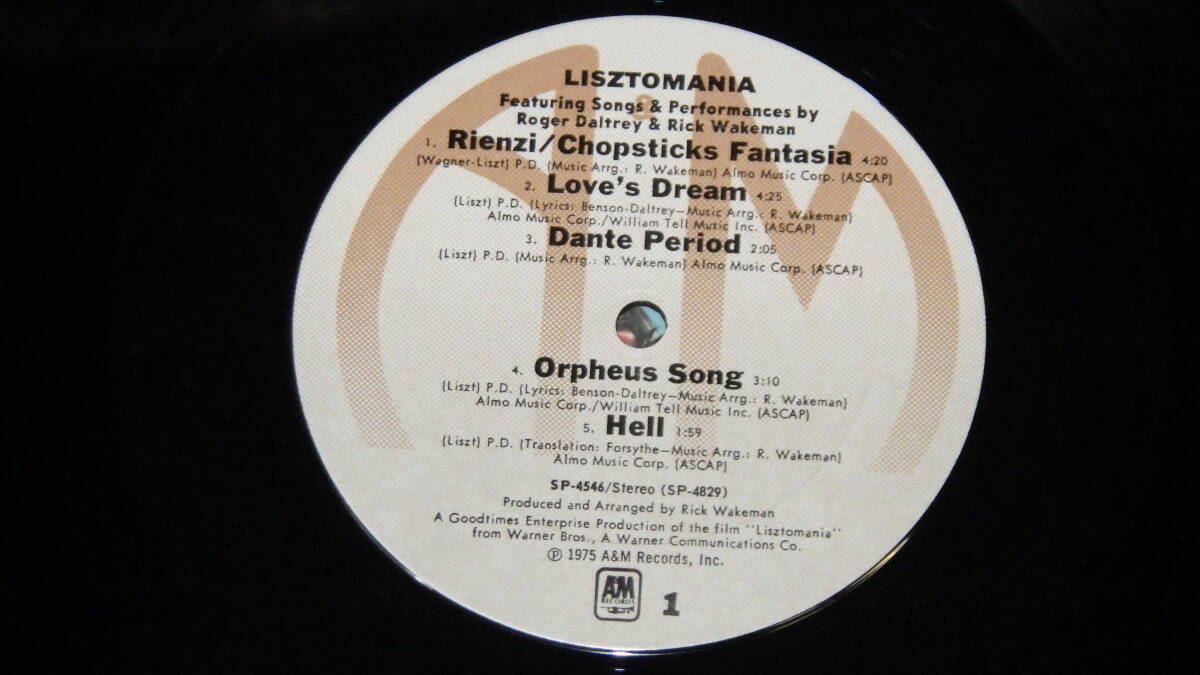 LISZTOMANIA
Featuring Songs & Performances by
Roger Daltrey & Rick Wakeman
1. Rienzi/Chopsticks Fantasia 4:20
(Wagner-Liszt) P.D. (Music Arrg.: R. Wakeman) Almo Music Corp. (ASCAP)
2. Love's Dream 4:25
(Liszt) P.D. (Lyrics: Benson-Daltrey—Music Arrg.: R. Wakeman)
Almo Music Corp./William Tell Music Inc. (ASCAP)
3. Dante Period 2:05
(Liszt) P.D. (Music Arrg.: R. Wakeman) Almo Music Corp. (ASCAP)
4. Orpheus Song 3:10
(Liszt) P.D. (Lyrics: Benson-Daltrey—Music Arrg.: R. Wakeman)
Almo Music Corp./William Tell Music Inc. (ASCAP)
5. Hell 1:59
(Liszt) P.D. (Translation: Forsythe—Music Arrg.: R. Wakeman)
Almo Music Corp. (ASCAP)
SP-4546/Stereo (SP-4829)
Produced and Arranged by Rick Wakeman
A Goodtimes Enterprise Production of the film "Lisztomania"
from Warner Bros., A Warner Communications Co.
℗ 1975 A&M Records, Inc.
A&M
RECORDS
1